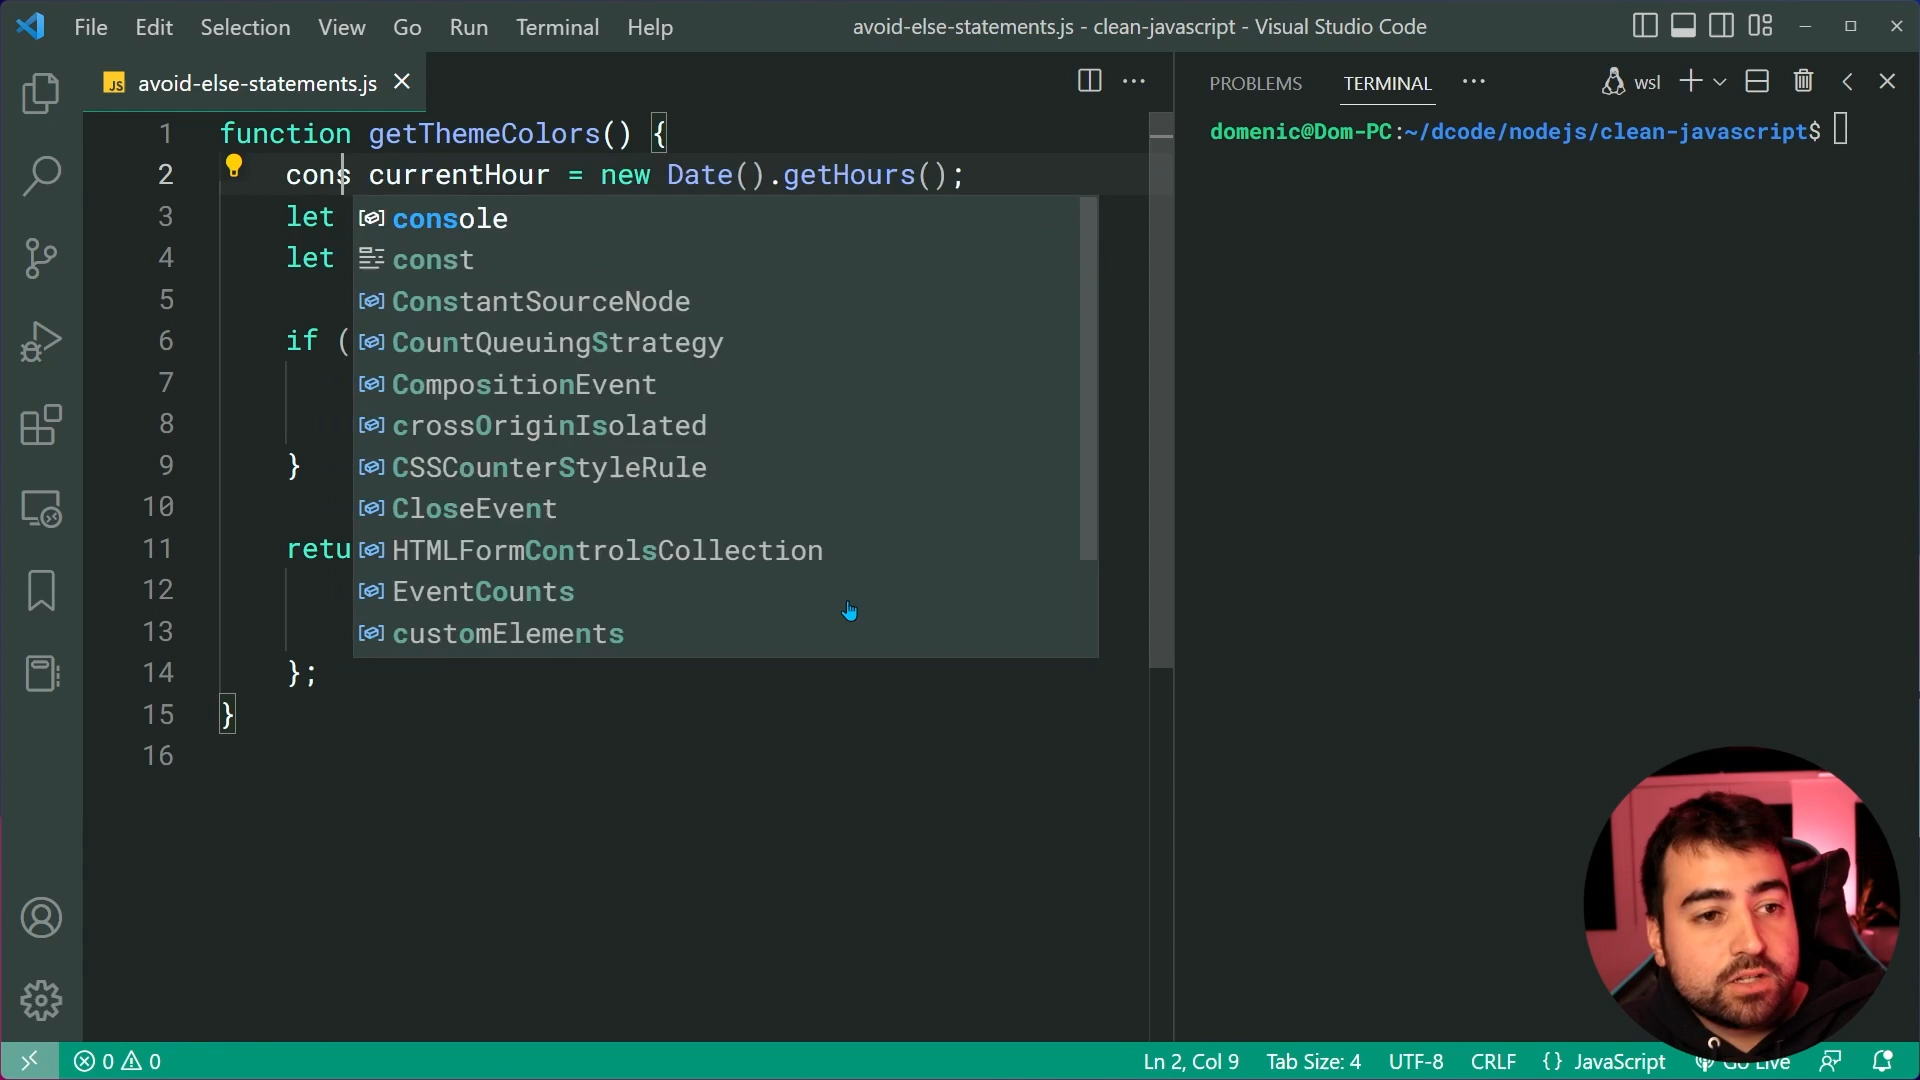 File Edit Selection View Go Run Terminal Help avoid-else-statements.js - clean-javascript - Visual Studio Code
JS avoid-else-statements.js PROBLEMS TERMINAL wsl
domenic@Dom-PC:~/dcode/nodejs/clean-javascript$
1 function getThemeColors() {
2 cons currentHour = new Date().getHours();
3 let console
4 let const
5 ConstantSourceNode
6 if ( CountQueuingStrategy
7 CompositionEvent
8 crossOriginIsolated
9 } CSSCounterStyleRule
10 CloseEvent
11 retu HTMLFormControlsCollection
12 EventCounts
13 customElements
14 };
15 }
16
0 0 Ln 2, Col 9 Tab Size: 4 UTF-8 CRLF {} JavaScript Go Live